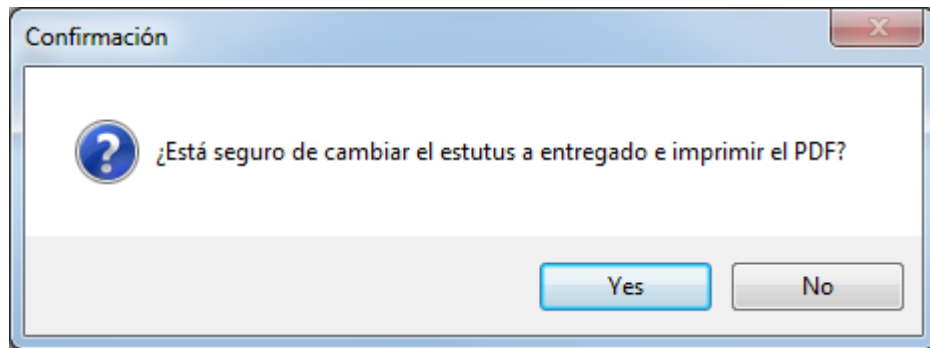 Confirmación
¿Está seguro de cambiar el estutus a entregado e imprimir el PDF?
Yes
No